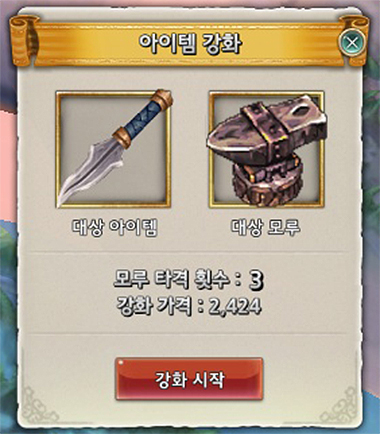 아이템 강화
대상 아이템 대상 모루
모루 타격 횟수 : 3
강화 가격 : 2,424
강화 시작